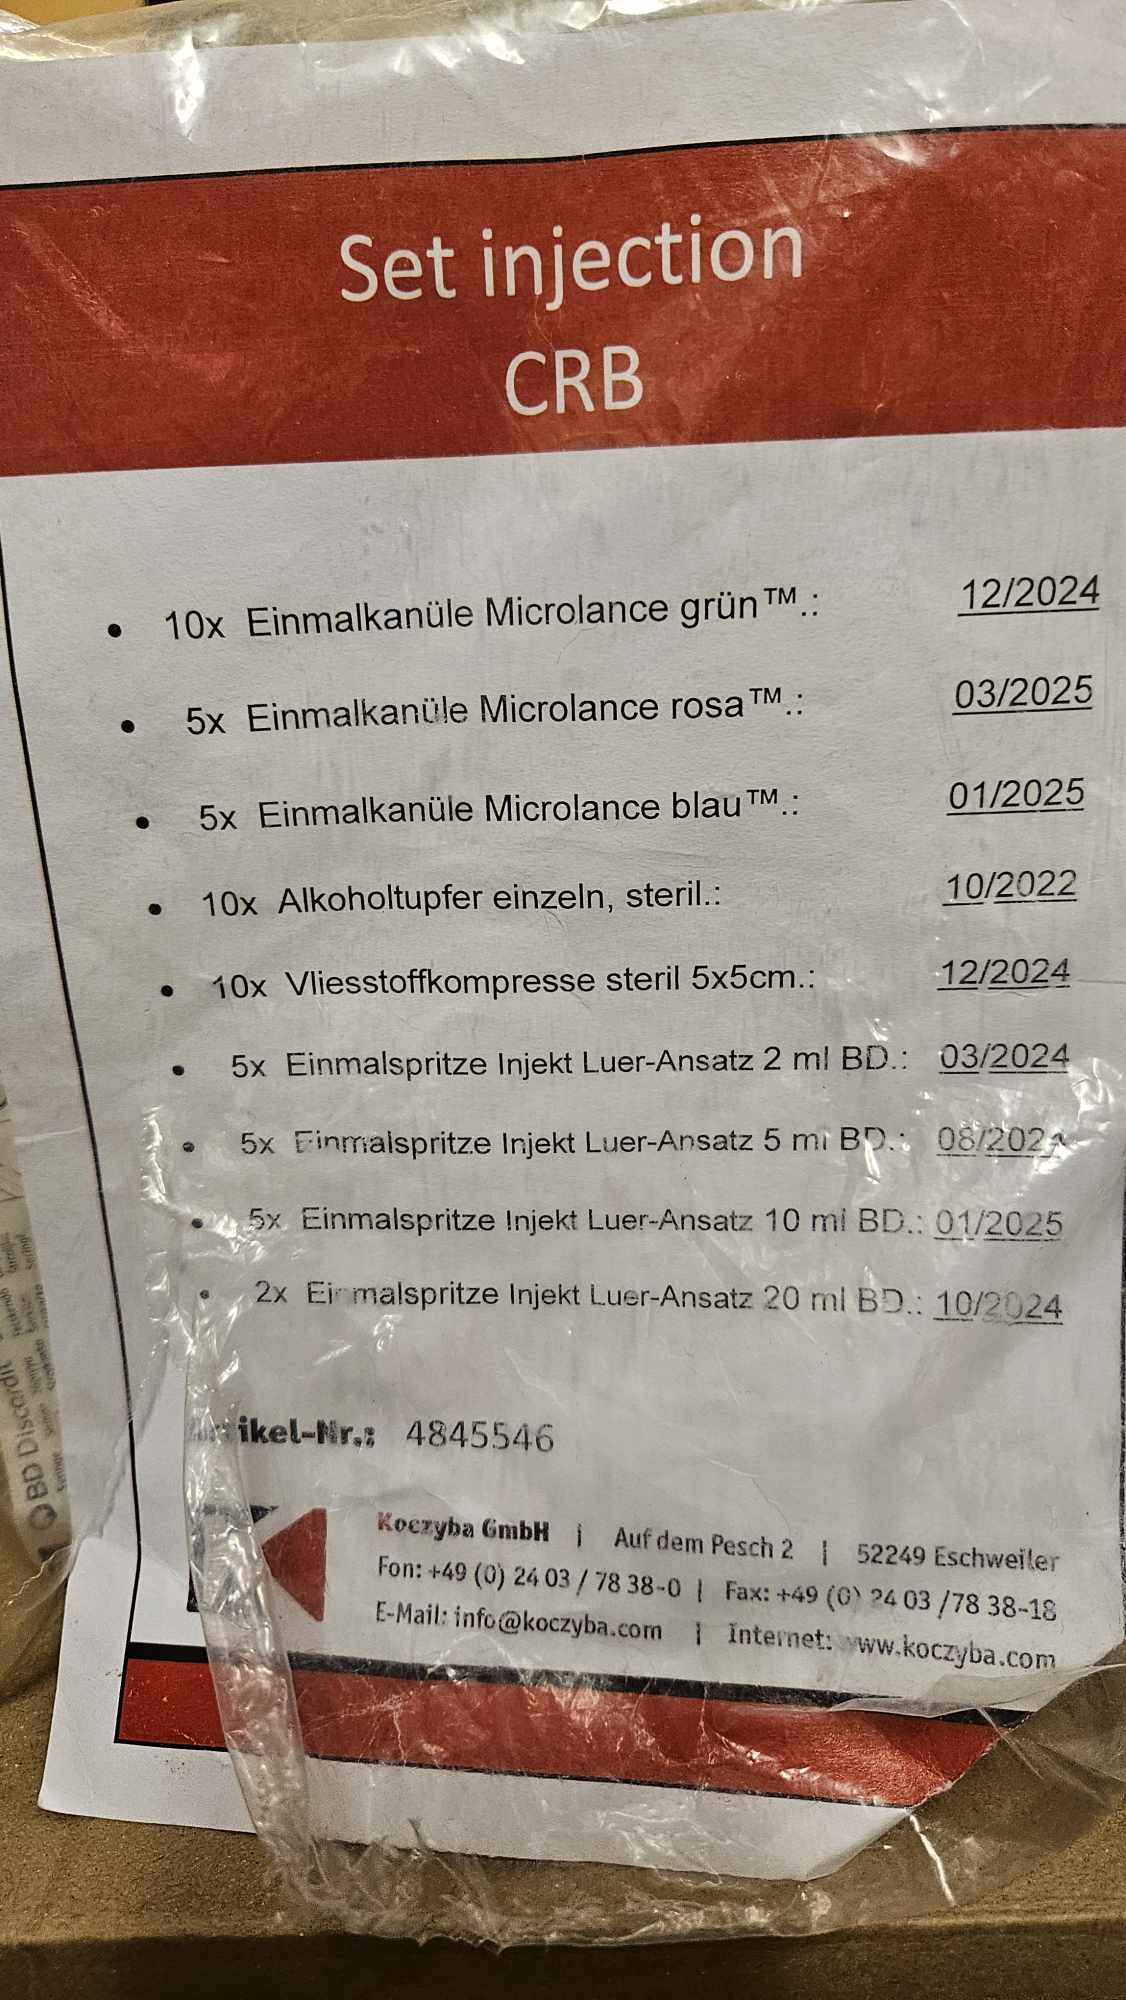 Set injection
CRB
• 10x Einmalkanüle Microlance grün™.: 12/2024
• 5x Einmalkanüle Microlance rosa™.: 03/2025
• 5x Einmalkanüle Microlance blau™.: 01/2025
• 10x Alkoholtupfer einzeln, steril.: 10/2022
• 10x Vliesstoffkompresse steril 5x5cm.: 12/2024
• 5x Einmalspritze Injekt Luer-Ansatz 2 ml BD.: 03/2024
• 5x Einmalspritze Injekt Luer-Ansatz 5 ml BD.:
• 5x Einmalspritze Injekt Luer-Ansatz 10 ml BD.: 01/2025
• 2x Einmalspritze Injekt Luer-Ansatz 20 ml BD.: 10/2024
Artikel-Nr.: 4845546
Koczyba GmbH | Auf dem Pesch 2 | 52249 Eschweiler
Fon: +49 (0) 24 03 / 78 38-0 | Fax: +49 (0) 24 03 /78 38-18
E-Mail: info@koczyba.com | Internet: www.koczyba.com
BD Discardit